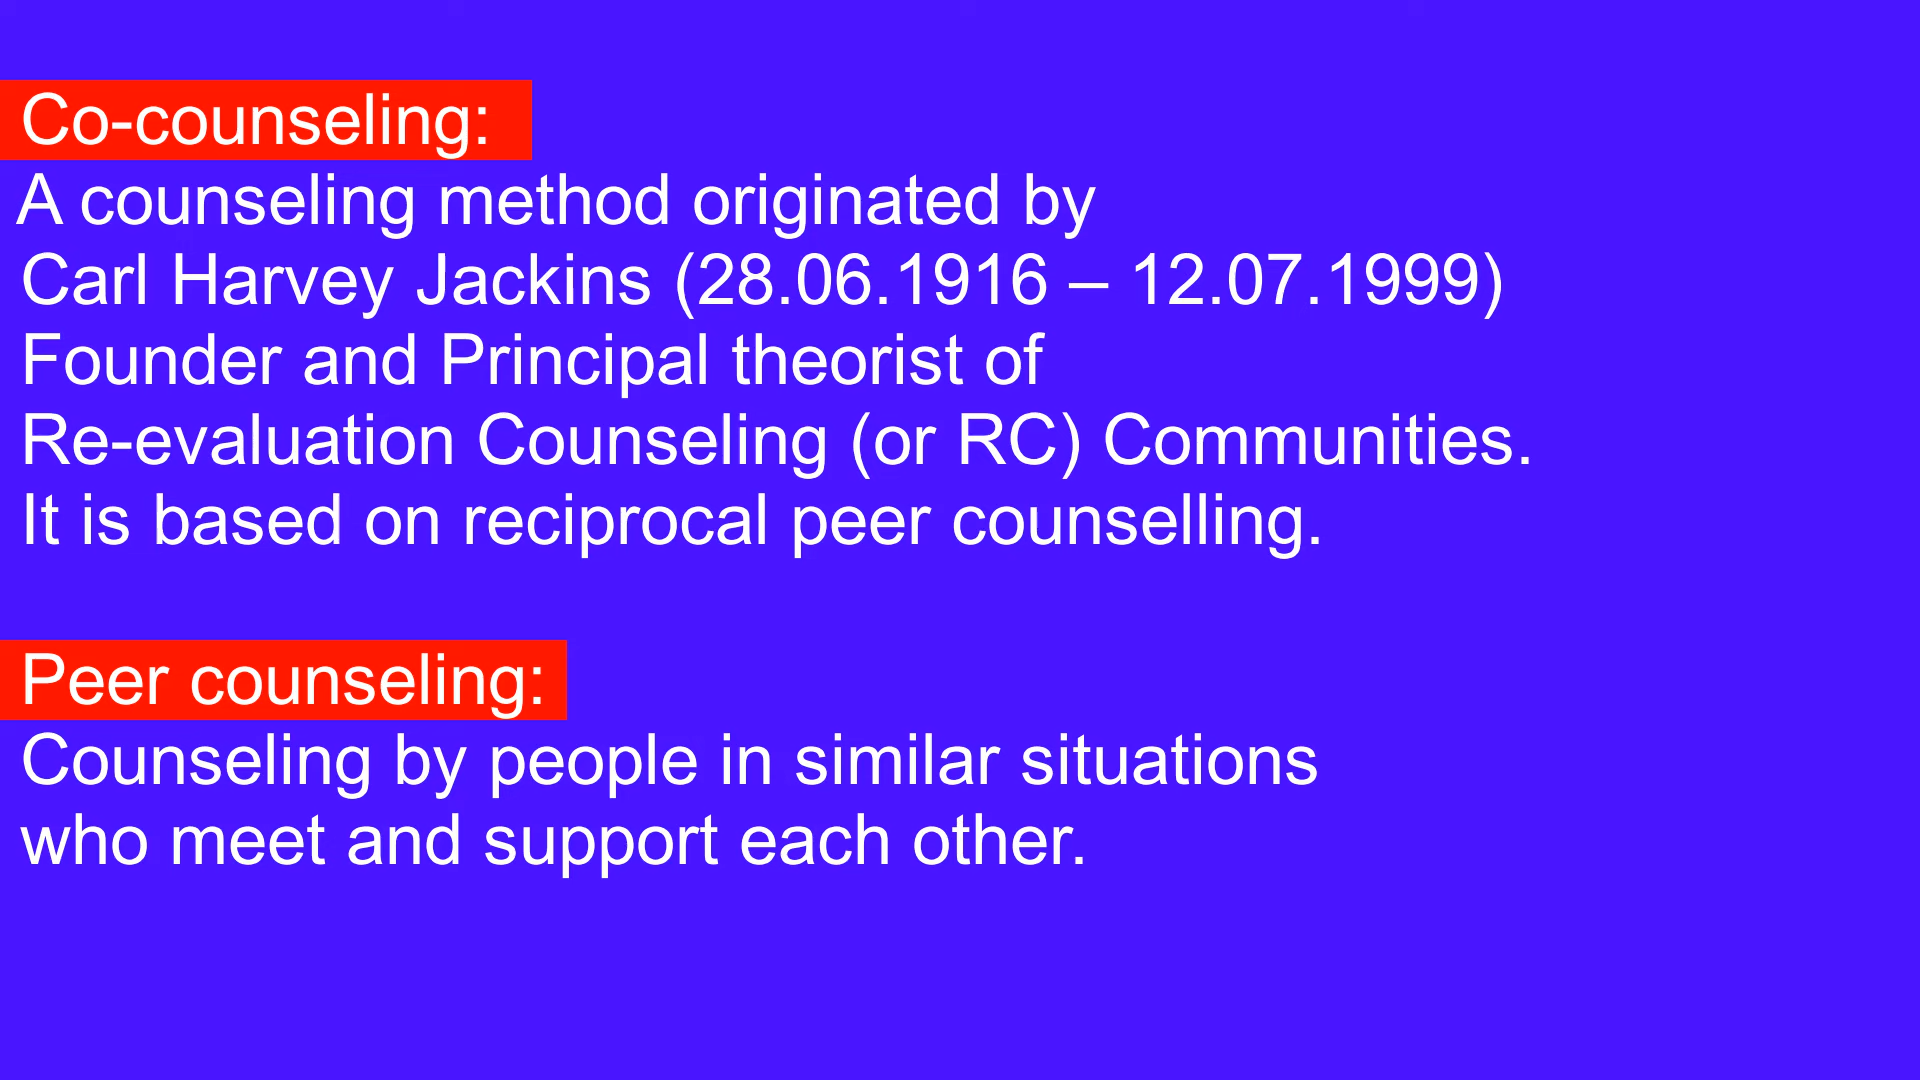 Co-counseling:
A counseling method originated by
Carl Harvey Jackins (28.06.1916 – 12.07.1999)
Founder and Principal theorist of
Re-evaluation Counseling (or RC) Communities.
It is based on reciprocal peer counselling.
Peer counseling:
Counseling by people in similar situations
who meet and support each other.